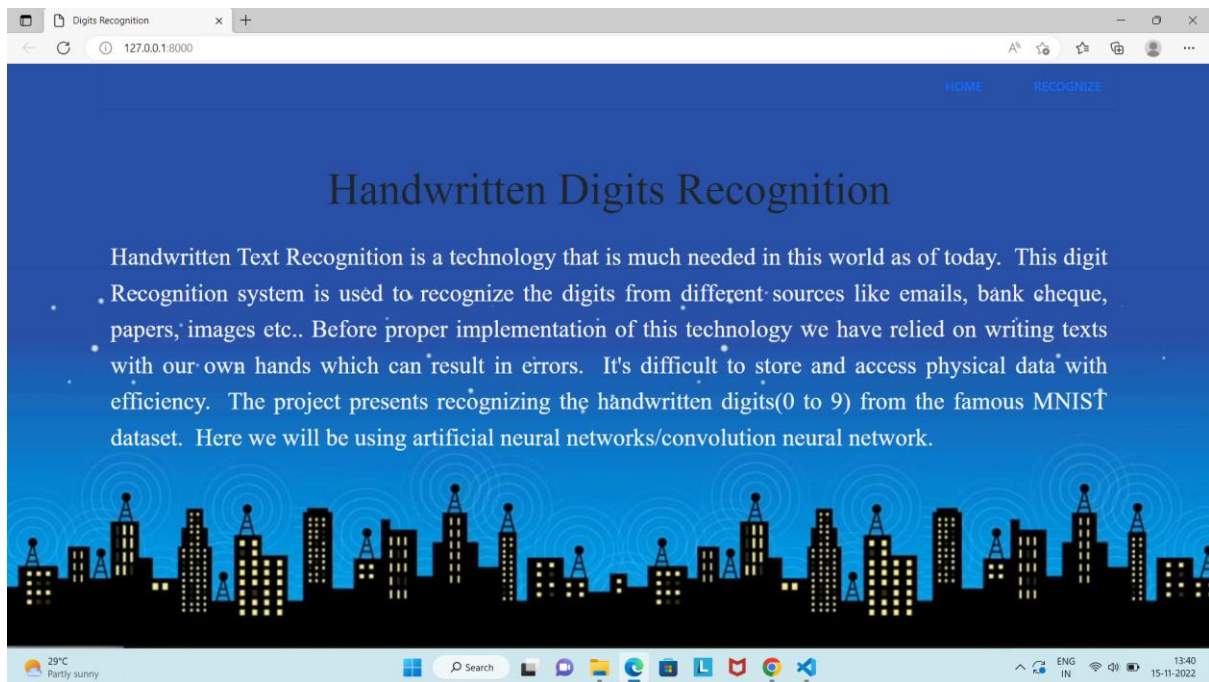 Digits Recognition
127.0.0.1:8000
HOME RECOGNIZE
Handwritten Digits Recognition
Handwritten Text Recognition is a technology that is much needed in this world as of today. This digit
Recognition system is used to recognize the digits from different sources like emails, bank cheque,
papers, images etc.. Before proper implementation of this technology we have relied on writing texts
with our own hands which can result in errors. It's difficult to store and access physical data with
efficiency. The project presents recognizing the handwritten digits(0 to 9) from the famous MNIST
dataset. Here we will be using artificial neural networks/convolution neural network.
29°C
Partly sunny
Search
ENG
IN
13:40
15-11-2022